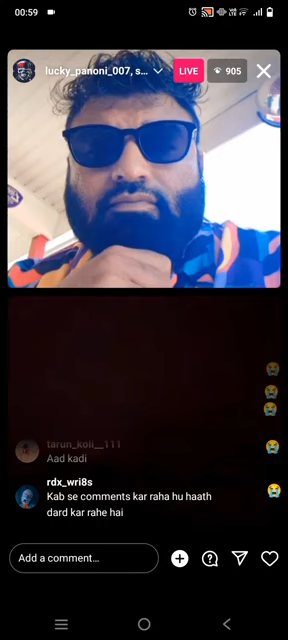 00:59
lucky_panoni_007, s...
LIVE
905
tarun_koli__111
Aad kadi
rdx_wri8s
Kab se comments kar raha hu haath
dard kar rahe hai
Add a comment...